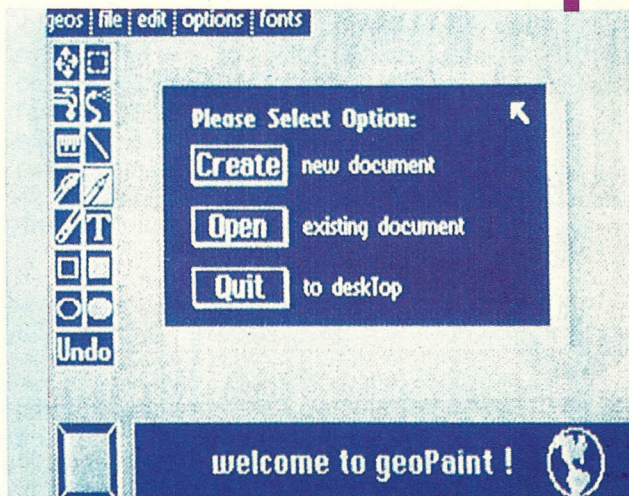 geos file edit options fonts
Please Select Option:
Create new document
Open existing document
Quit to deskTop
T
Undo
welcome to geoPaint !